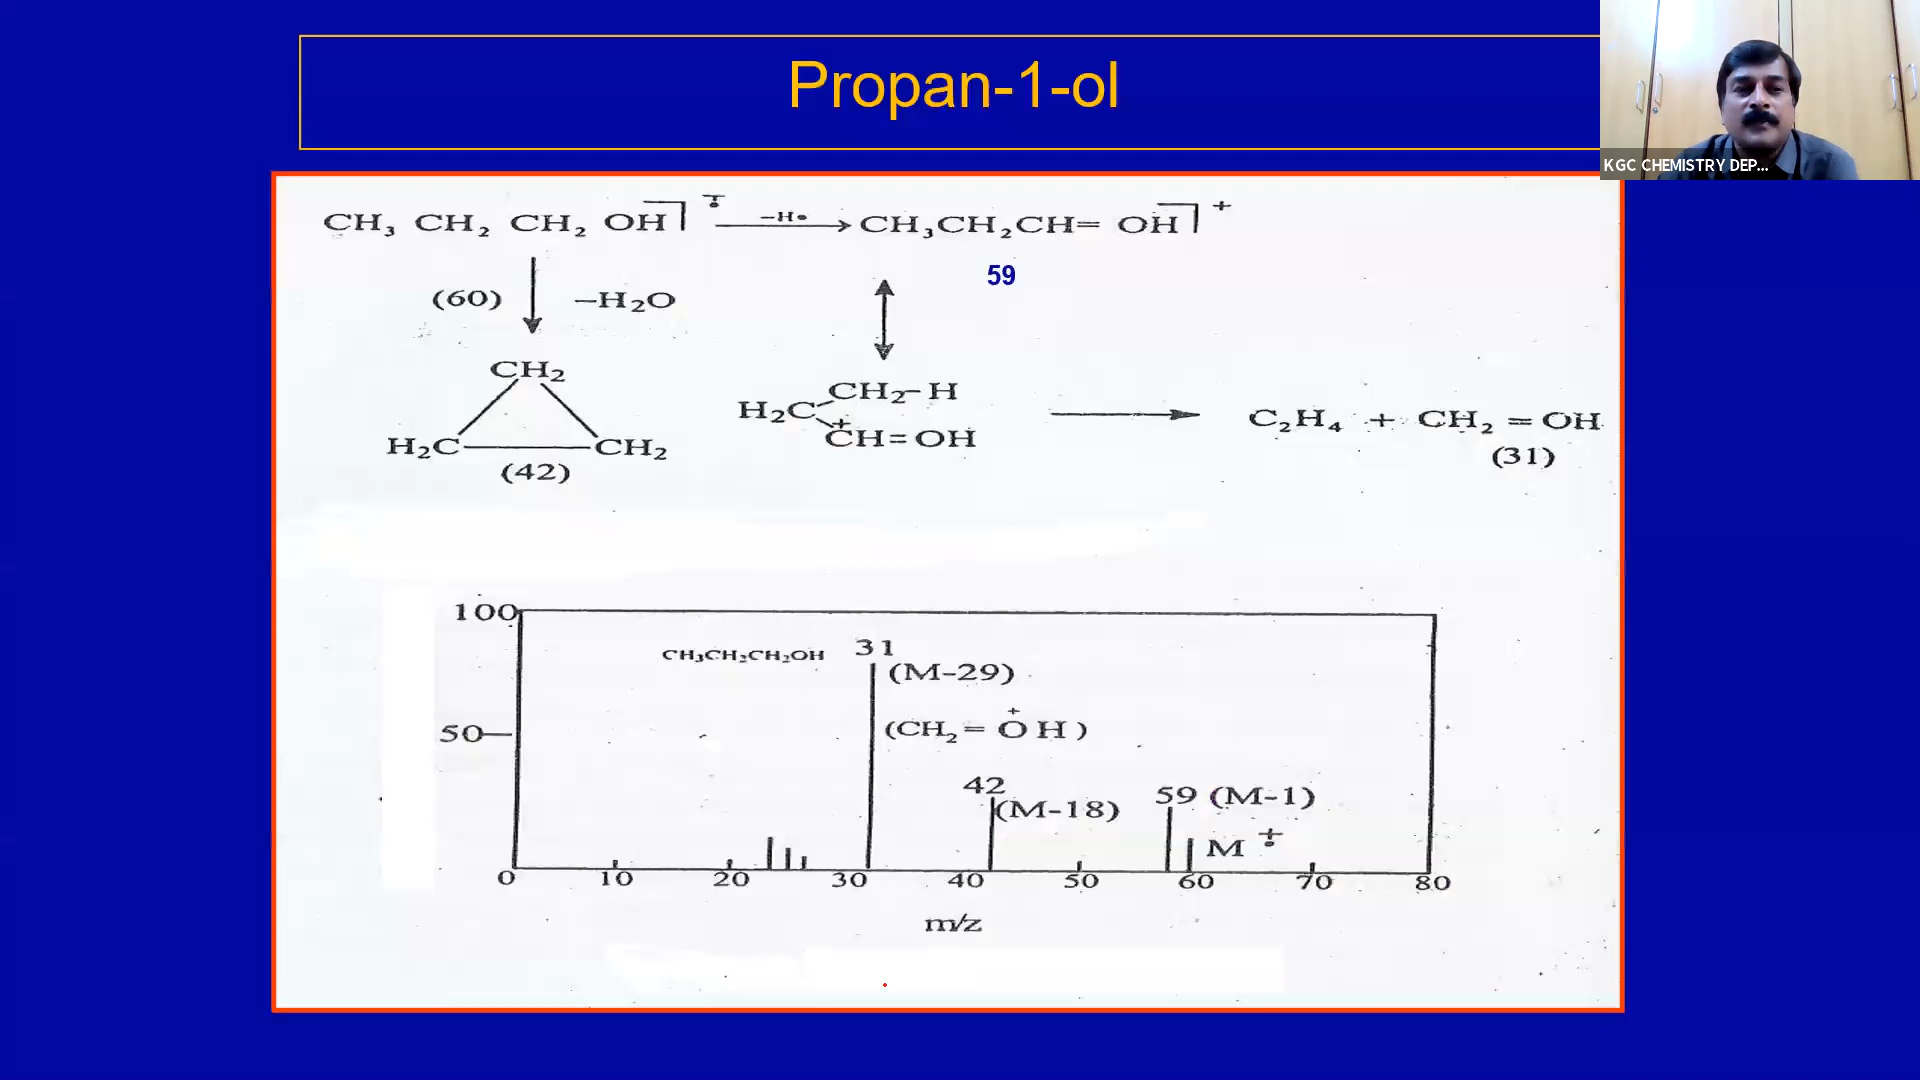 Propan-1-ol
KGC CHEMISTRY DEP...
CH₃ CH₂ CH₂ OH]⁺• —H• CH₃CH₂CH= OH]⁺
59
(60) —H₂O
CH₂
H₂C CH₂
(42)
CH₂—H
H₂C
⁺CH=OH
C₂H₄ + CH₂ = OH
(31)
100
CH₃CH₂CH₂OH 31
(M-29)
50
(CH₂= O⁺H)
42
(M-18)
59 (M-1)
M⁺•
0 10 20 30 40 50 60 70 80
m/z